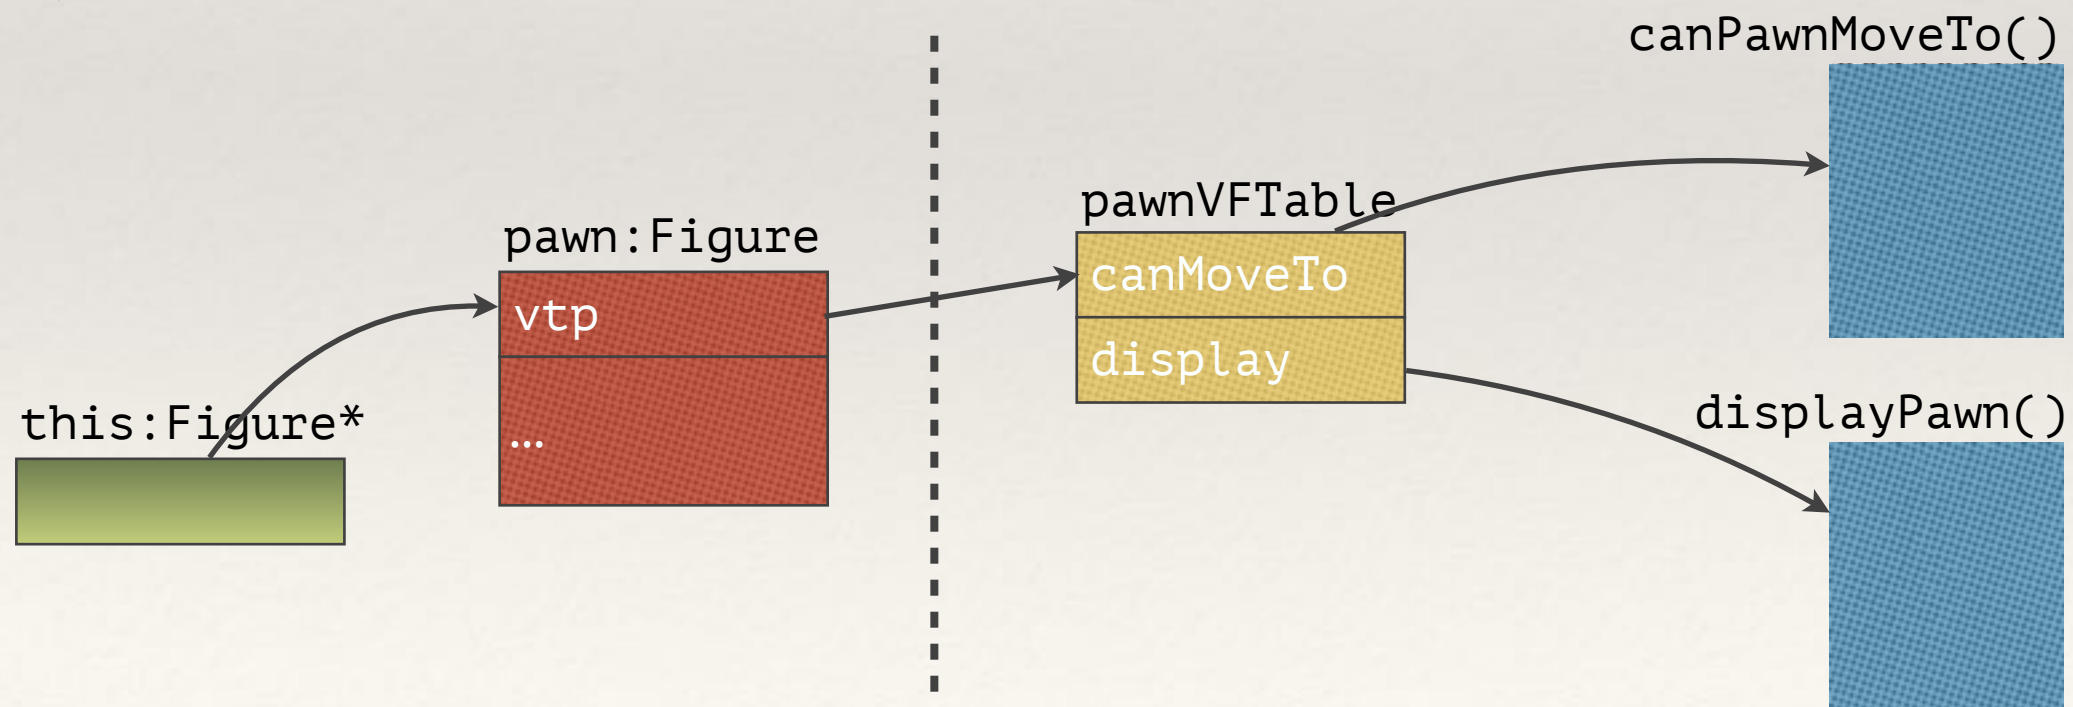 this:Figure*
pawn:Figure
vtp
…
pawnVFTable
canMoveTo
display
canPawnMoveTo()
displayPawn()